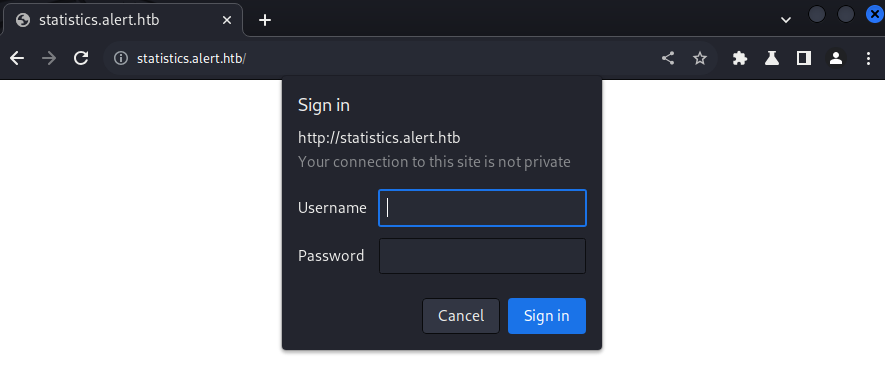 statistics.alert.htb
statistics.alert.htb/
Sign in
http://statistics.alert.htb
Your connection to this site is not private
Username
Password
Cancel
Sign in